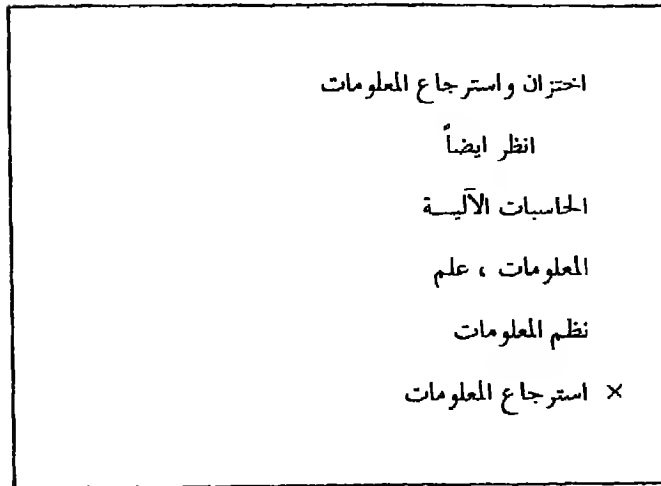 اختزان واسترجاع المعلومات
انظر ايضاً
الحاسبات الآليــة
المعلومات ، علم
نظم المعلومات
× استرجاع المعلومات